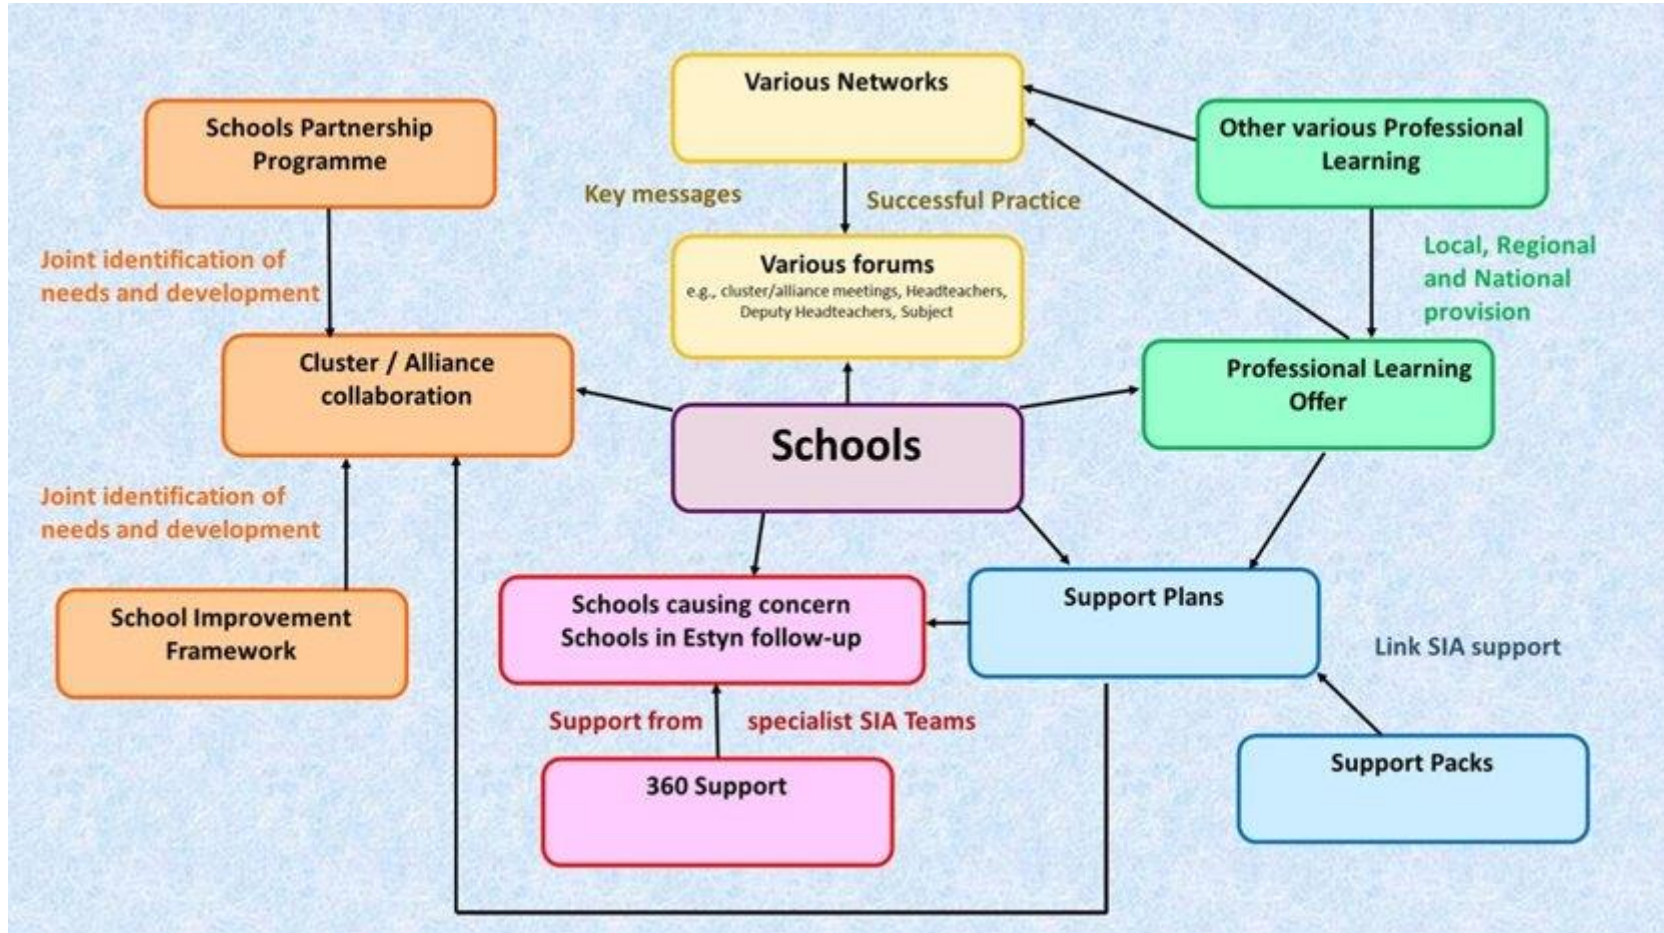 Various Networks
Schools Partnership
Programme
Other various Professional
Learning
Key messages
Successful Practice
Joint identification of
needs and development
Various forums
e.g., cluster/alliance meetings, Headteachers,
Deputy Headteachers, Subject
Local, Regional
and National
provision
Cluster / Alliance
collaboration
Schools
Professional Learning
Offer
Joint identification of
needs and development
School Improvement
Framework
Schools causing concern
Schools in Estyn follow-up
Support Plans
Link SIA support
Support from
specialist SIA Teams
360 Support
Support Packs